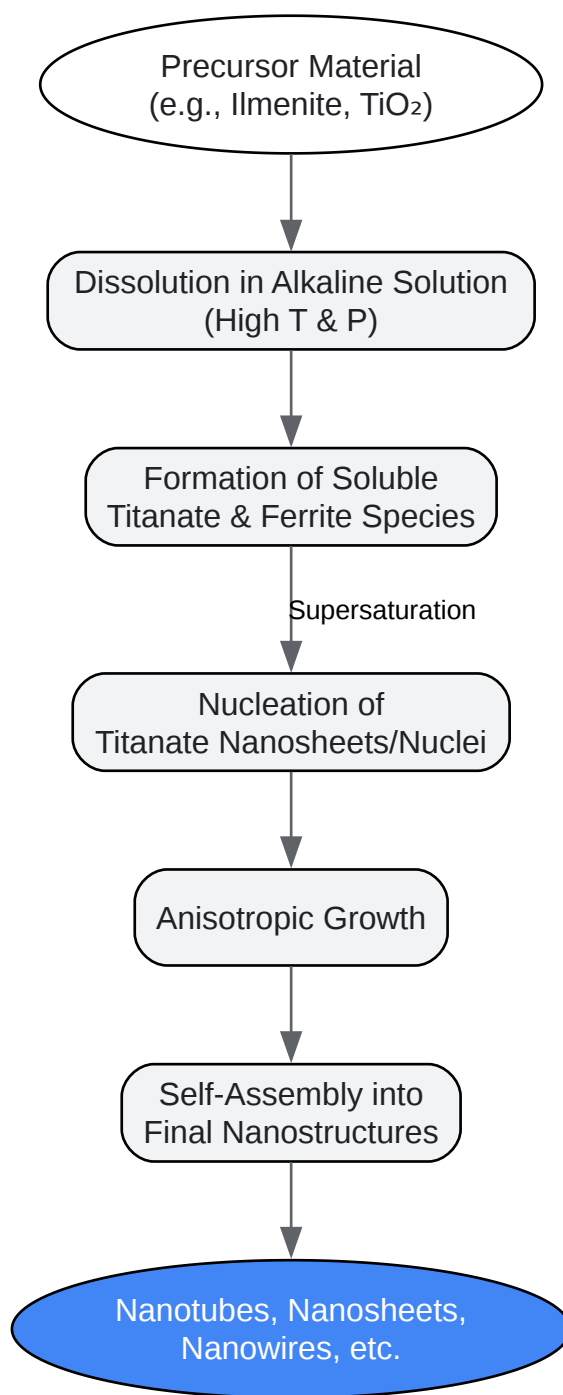 Precursor Material
(e.g., Ilmenite, TiO₂)
Dissolution in Alkaline Solution
(High T & P)
Formation of Soluble
Titanate & Ferrite Species
Supersaturation
Nucleation of
Titanate Nanosheets/Nuclei
Anisotropic Growth
Self-Assembly into
Final Nanostructures
Nanotubes, Nanosheets,
Nanowires, etc.